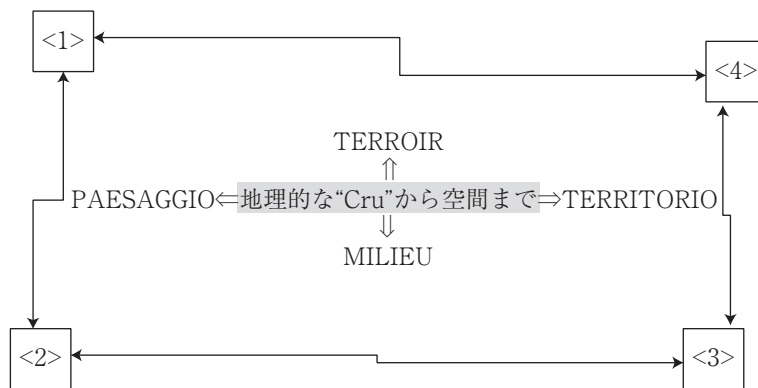 <1>
<4>
TERROIR
⇑
PAESAGGIO⇐地理的な“Cru”から空間まで⇒TERRITORIO
⇓
MILIEU
<2>
<3>